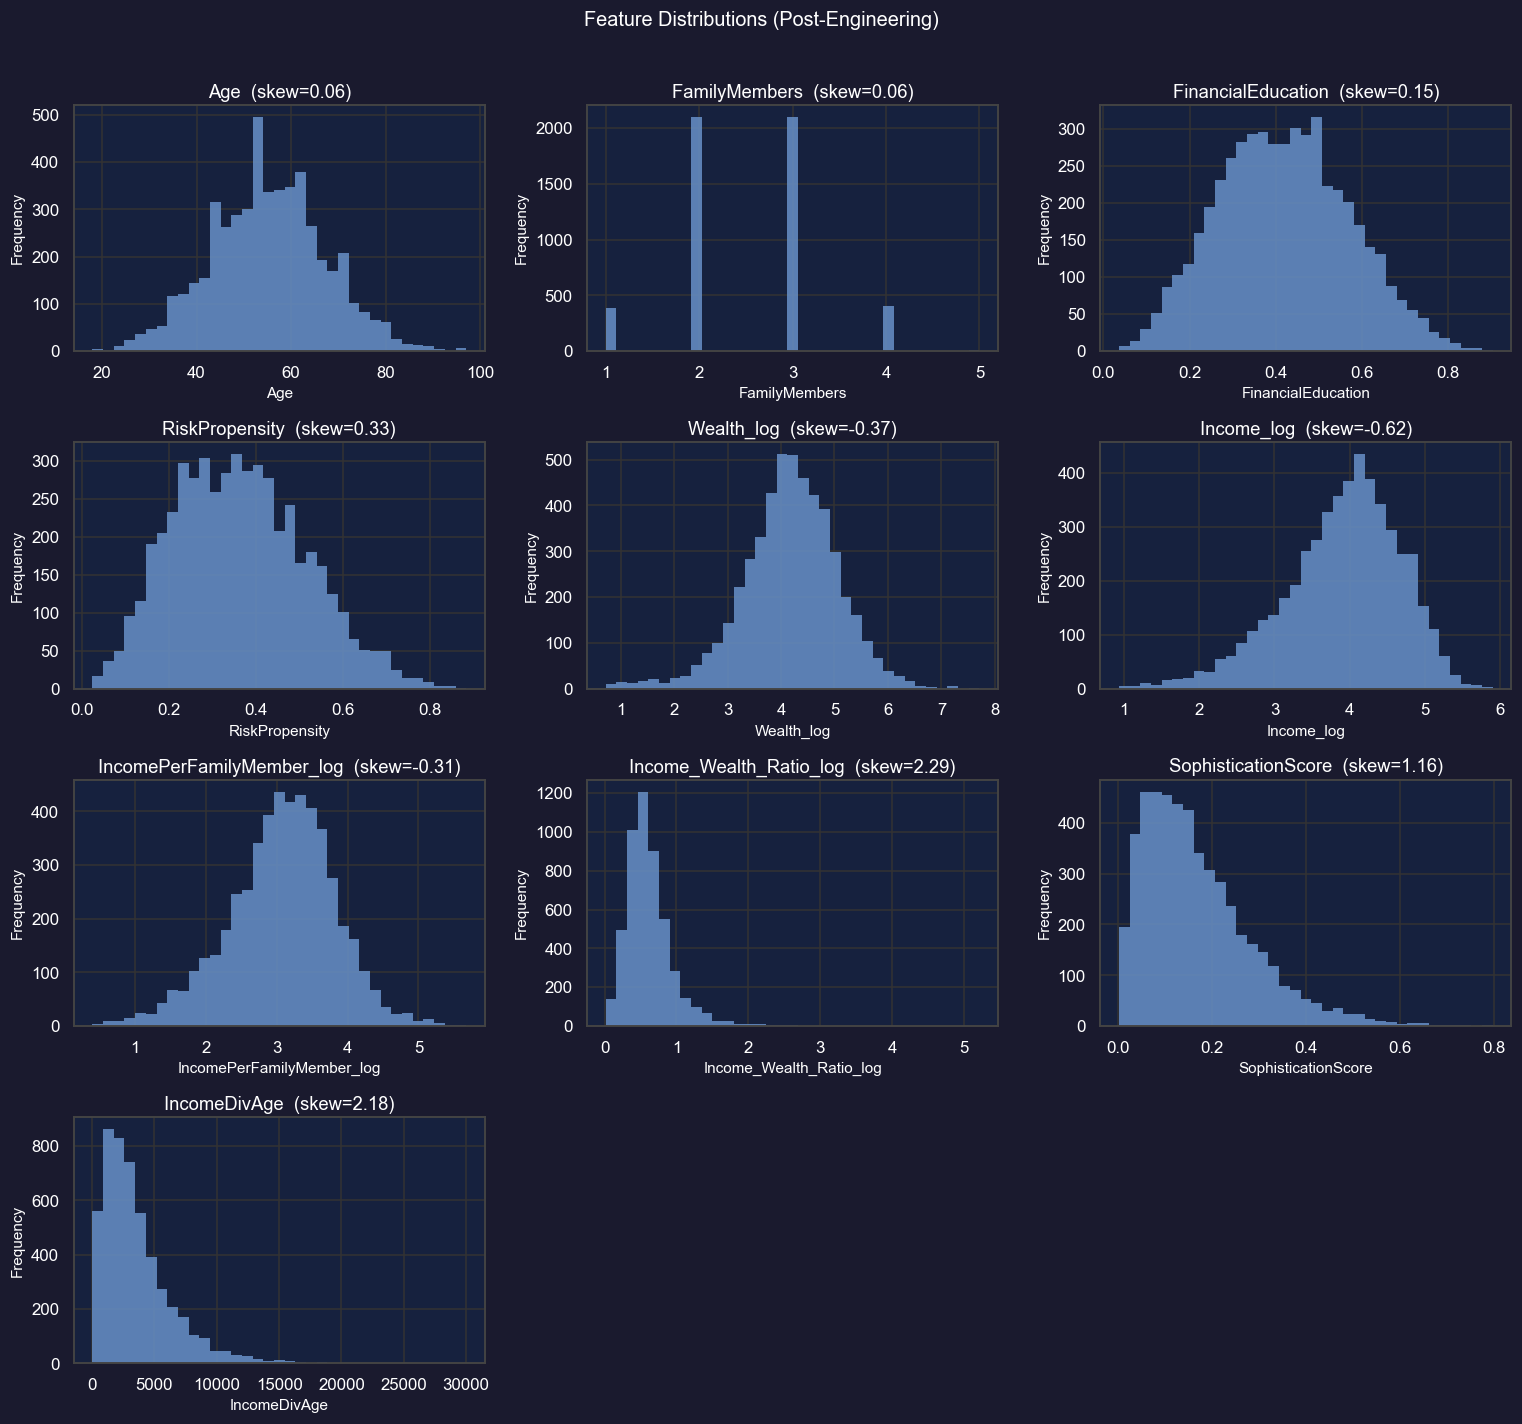 Feature Distributions (Post-Engineering)
Age  (skew=0.06)
500
400
300
200
100
0
Frequency
20 40 60 80 100
Age
FamilyMembers  (skew=0.06)
2000
1500
1000
500
0
Frequency
1 2 3 4 5
FamilyMembers
FinancialEducation  (skew=0.15)
300
250
200
150
100
50
0
Frequency
0.0 0.2 0.4 0.6 0.8
FinancialEducation
RiskPropensity  (skew=0.33)
300
250
200
150
100
50
0
Frequency
0.0 0.2 0.4 0.6 0.8
RiskPropensity
Wealth_log  (skew=-0.37)
500
400
300
200
100
0
Frequency
1 2 3 4 5 6 7 8
Wealth_log
Income_log  (skew=-0.62)
400
300
200
100
0
Frequency
1 2 3 4 5 6
Income_log
IncomePerFamilyMember_log  (skew=-0.31)
400
300
200
100
0
Frequency
1 2 3 4 5
IncomePerFamilyMember_log
Income_Wealth_Ratio_log  (skew=2.29)
1200
1000
800
600
400
200
0
Frequency
0 1 2 3 4 5
Income_Wealth_Ratio_log
SophisticationScore  (skew=1.16)
400
300
200
100
0
Frequency
0.0 0.2 0.4 0.6 0.8
SophisticationScore
IncomeDivAge  (skew=2.18)
800
600
400
200
0
Frequency
0 5000 10000 15000 20000 25000 30000
IncomeDivAge